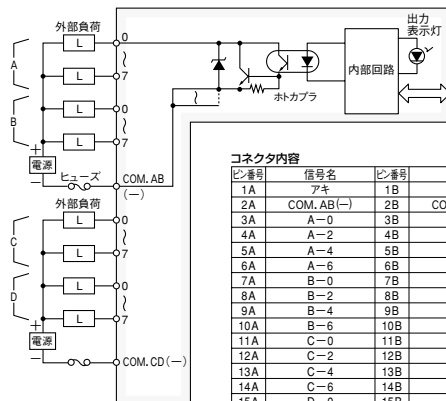 外部負荷
出力
表示灯
L
0
A
L
7
ホトカプラ
内部回路
B
L
0
L
7
+
電源
−
ヒューズ
COM.AB
(−)
外部負荷
L
0
C
L
7
D
L
0
L
7
+
電源
−
COM.CD(−)
コネクタ内容
ピン番号 信号名 ピン番号
1A アキ 1B
2A COM.AB(−) 2B CO
3A A−0 3B
4A A−2 4B
5A A−4 5B
6A A−6 6B
7A B−0 7B
8A B−2 8B
9A B−4 9B
10A B−6 10B
11A C−0 11B
12A C−2 12B
13A C−4 13B
14A C−6 14B
15A D−0 15B